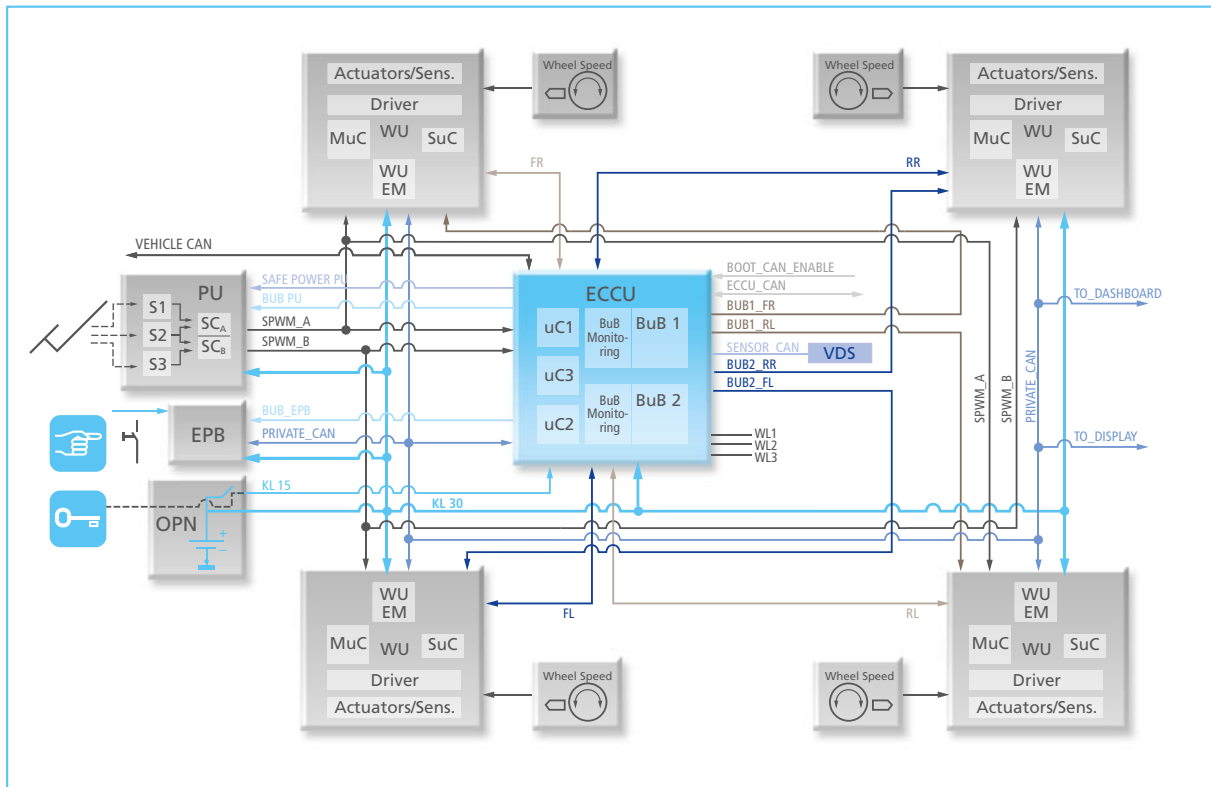 Actuators/Sens.
Driver
MuC
WU
SuC
WU
EM
Wheel Speed
Wheel Speed
Actuators/Sens.
Driver
MuC
WU
SuC
WU
EM
FR
RR
VEHICLE CAN
PU
S1
S2
S3
SCA
SCB
SAFE POWER PU
BUB PU
SPWM_A
SPWM_B
ECCU
uC1
uC3
uC2
BuB
Monito-
ring
BuB 1
BuB
Monito-
ring
BuB 2
BOOT_CAN_ENABLE
ECCU_CAN
BUB1_FR
BUB1_RL
SENSOR_CAN
VDS
BUB2_RR
BUB2_FL
WL1
WL2
WL3
SPWM_A
SPWM_B
PRIVATE_CAN
TO_DASHBOARD
TO_DISPLAY
EPB
BUB_EPB
PRIVATE_CAN
OPN
+
–
KL 15
KL 30
FL
RL
WU
EM
MuC
WU
SuC
Driver
Actuators/Sens.
Wheel Speed
Wheel Speed
WU
EM
MuC
WU
SuC
Driver
Actuators/Sens.